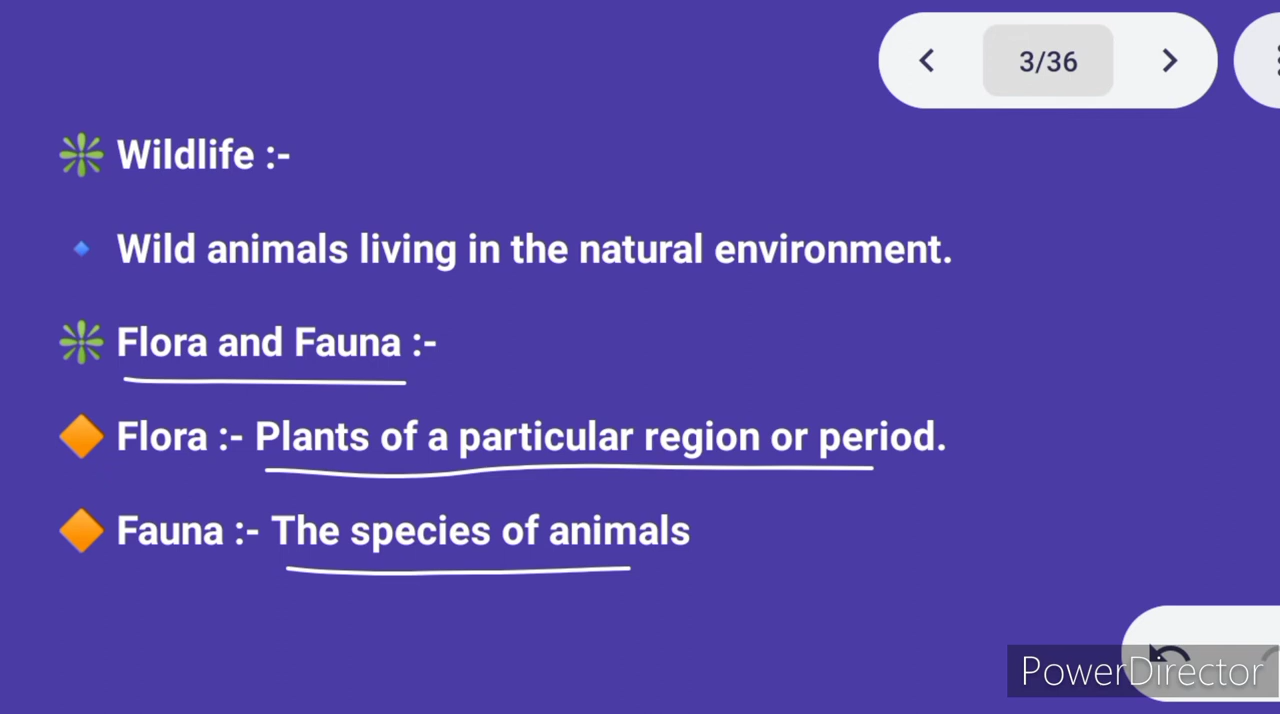 3/36
Wildlife :-
Wild animals living in the natural environment.
Flora and Fauna :-
Flora :- Plants of a particular region or period.
Fauna :- The species of animals
PowerDirector